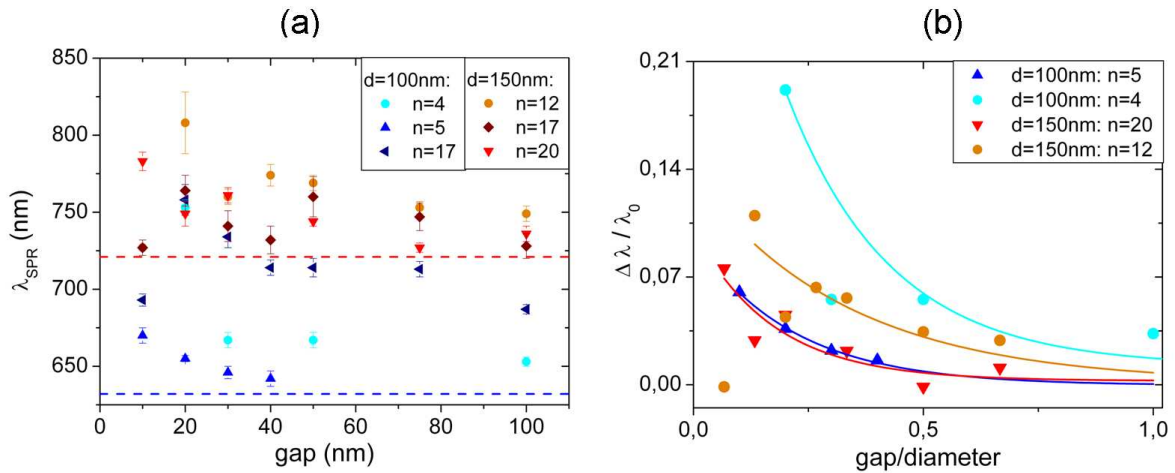 (a)
850
800
750
700
650
λSPR (nm)
0 20 40 60 80 100
gap (nm)
d=100nm: d=150nm:
n=4 n=12
n=5 n=17
n=17 n=20
(b)
0,21
0,14
0,07
0,00
Δ λ / λ0
0,0 0,5 1,0
gap/diameter
d=100nm: n=5
d=100nm: n=4
d=150nm: n=20
d=150nm: n=12